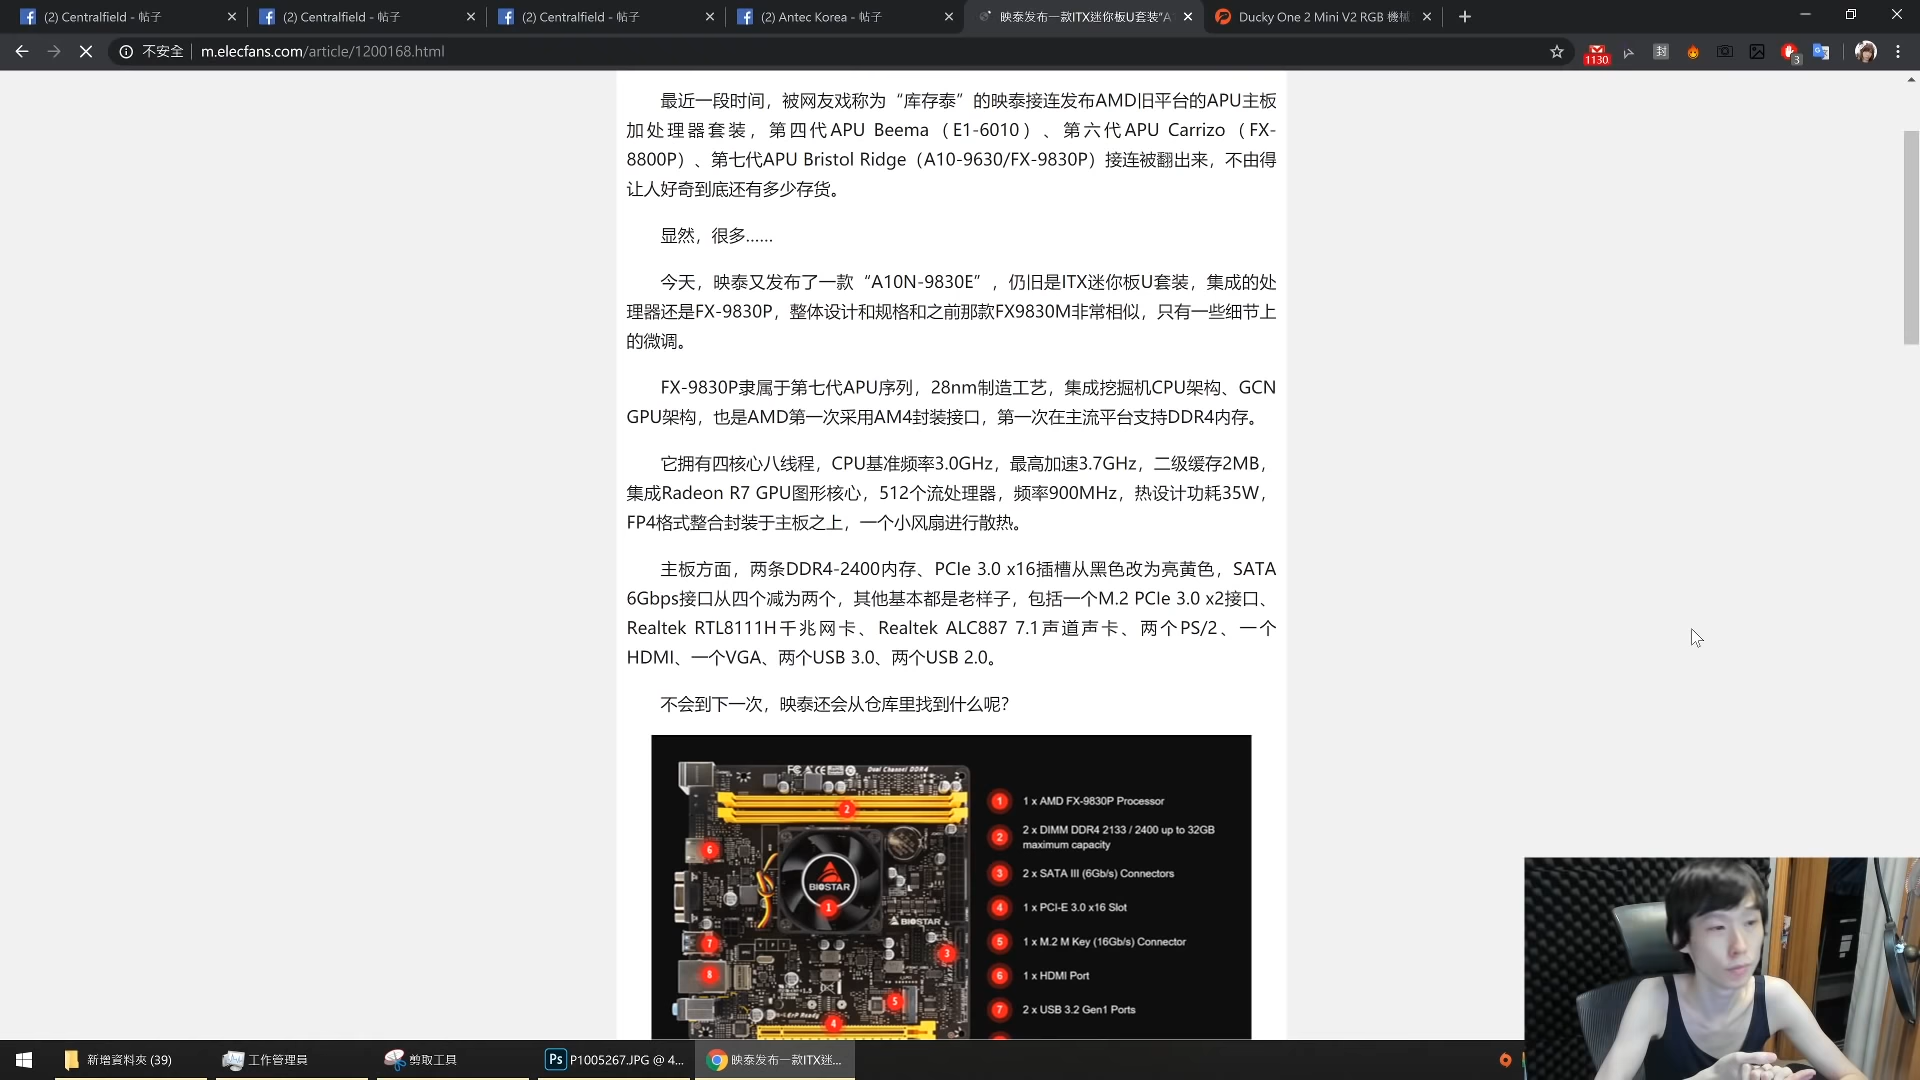 (2) Centralfield - 帖子
(2) Centralfield - 帖子
(2) Centralfield - 帖子
(2) Antec Korea - 帖子
映泰发布一款ITX迷你板U套装"A
Ducky One 2 Mini V2 RGB 機械
不安全
m.elecfans.com/article/1200168.html
1130
封
3
最近一段时间，被网友戏称为“库存泰”的映泰接连发布AMD旧平台的APU主板
加处理器套装，第四代APU Beema（E1-6010）、第六代APU Carrizo（FX-
8800P）、第七代APU Bristol Ridge（A10-9630/FX-9830P）接连被翻出来，不由得
让人好奇到底还有多少存货。
显然，很多……
今天，映泰又发布了一款“A10N-9830E”，仍旧是ITX迷你板U套装，集成的处
理器还是FX-9830P，整体设计和规格和之前那款FX9830M非常相似，只有一些细节上
的微调。
FX-9830P隶属于第七代APU序列，28nm制造工艺，集成挖掘机CPU架构、GCN
GPU架构，也是AMD第一次采用AM4封装接口，第一次在主流平台支持DDR4内存。
它拥有四核心八线程，CPU基准频率3.0GHz，最高加速3.7GHz，二级缓存2MB，
集成Radeon R7 GPU图形核心，512个流处理器，频率900MHz，热设计功耗35W，
FP4格式整合封装于主板之上，一个小风扇进行散热。
主板方面，两条DDR4-2400内存、PCIe 3.0 x16插槽从黑色改为亮黄色，SATA
6Gbps接口从四个减为两个，其他基本都是老样子，包括一个M.2 PCIe 3.0 x2接口、
Realtek RTL8111H千兆网卡、Realtek ALC887 7.1声道声卡、两个PS/2、一个
HDMI、一个VGA、两个USB 3.0、两个USB 2.0。
不会到下一次，映泰还会从仓库里找到什么呢？
Dual Channel DDR4
2
6
BIOSTAR
1
BIOSTAR
7
3
8
5
ErP Ready
4
1 1 x AMD FX-9830P Processor
2 2 x DIMM DDR4 2133 / 2400 up to 32GB
maximum capacity
3 2 x SATA III (6Gb/s) Connectors
4 1 x PCI-E 3.0 x16 Slot
5 1 x M.2 M Key (16Gb/s) Connector
6 1 x HDMI Port
7 2 x USB 3.2 Gen1 Ports
新增資料夾 (39)
工作管理員
剪取工具
Ps P1005267.JPG @ 4...
映泰发布一款ITX迷...